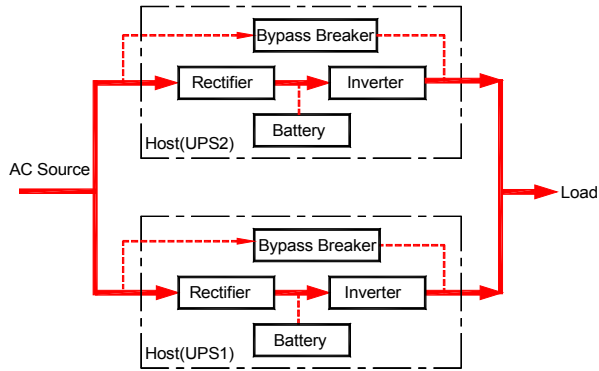 Bypass Breaker
Rectifier
Inverter
Battery
Host(UPS2)
AC Source
Load
Bypass Breaker
Rectifier
Inverter
Battery
Host(UPS1)